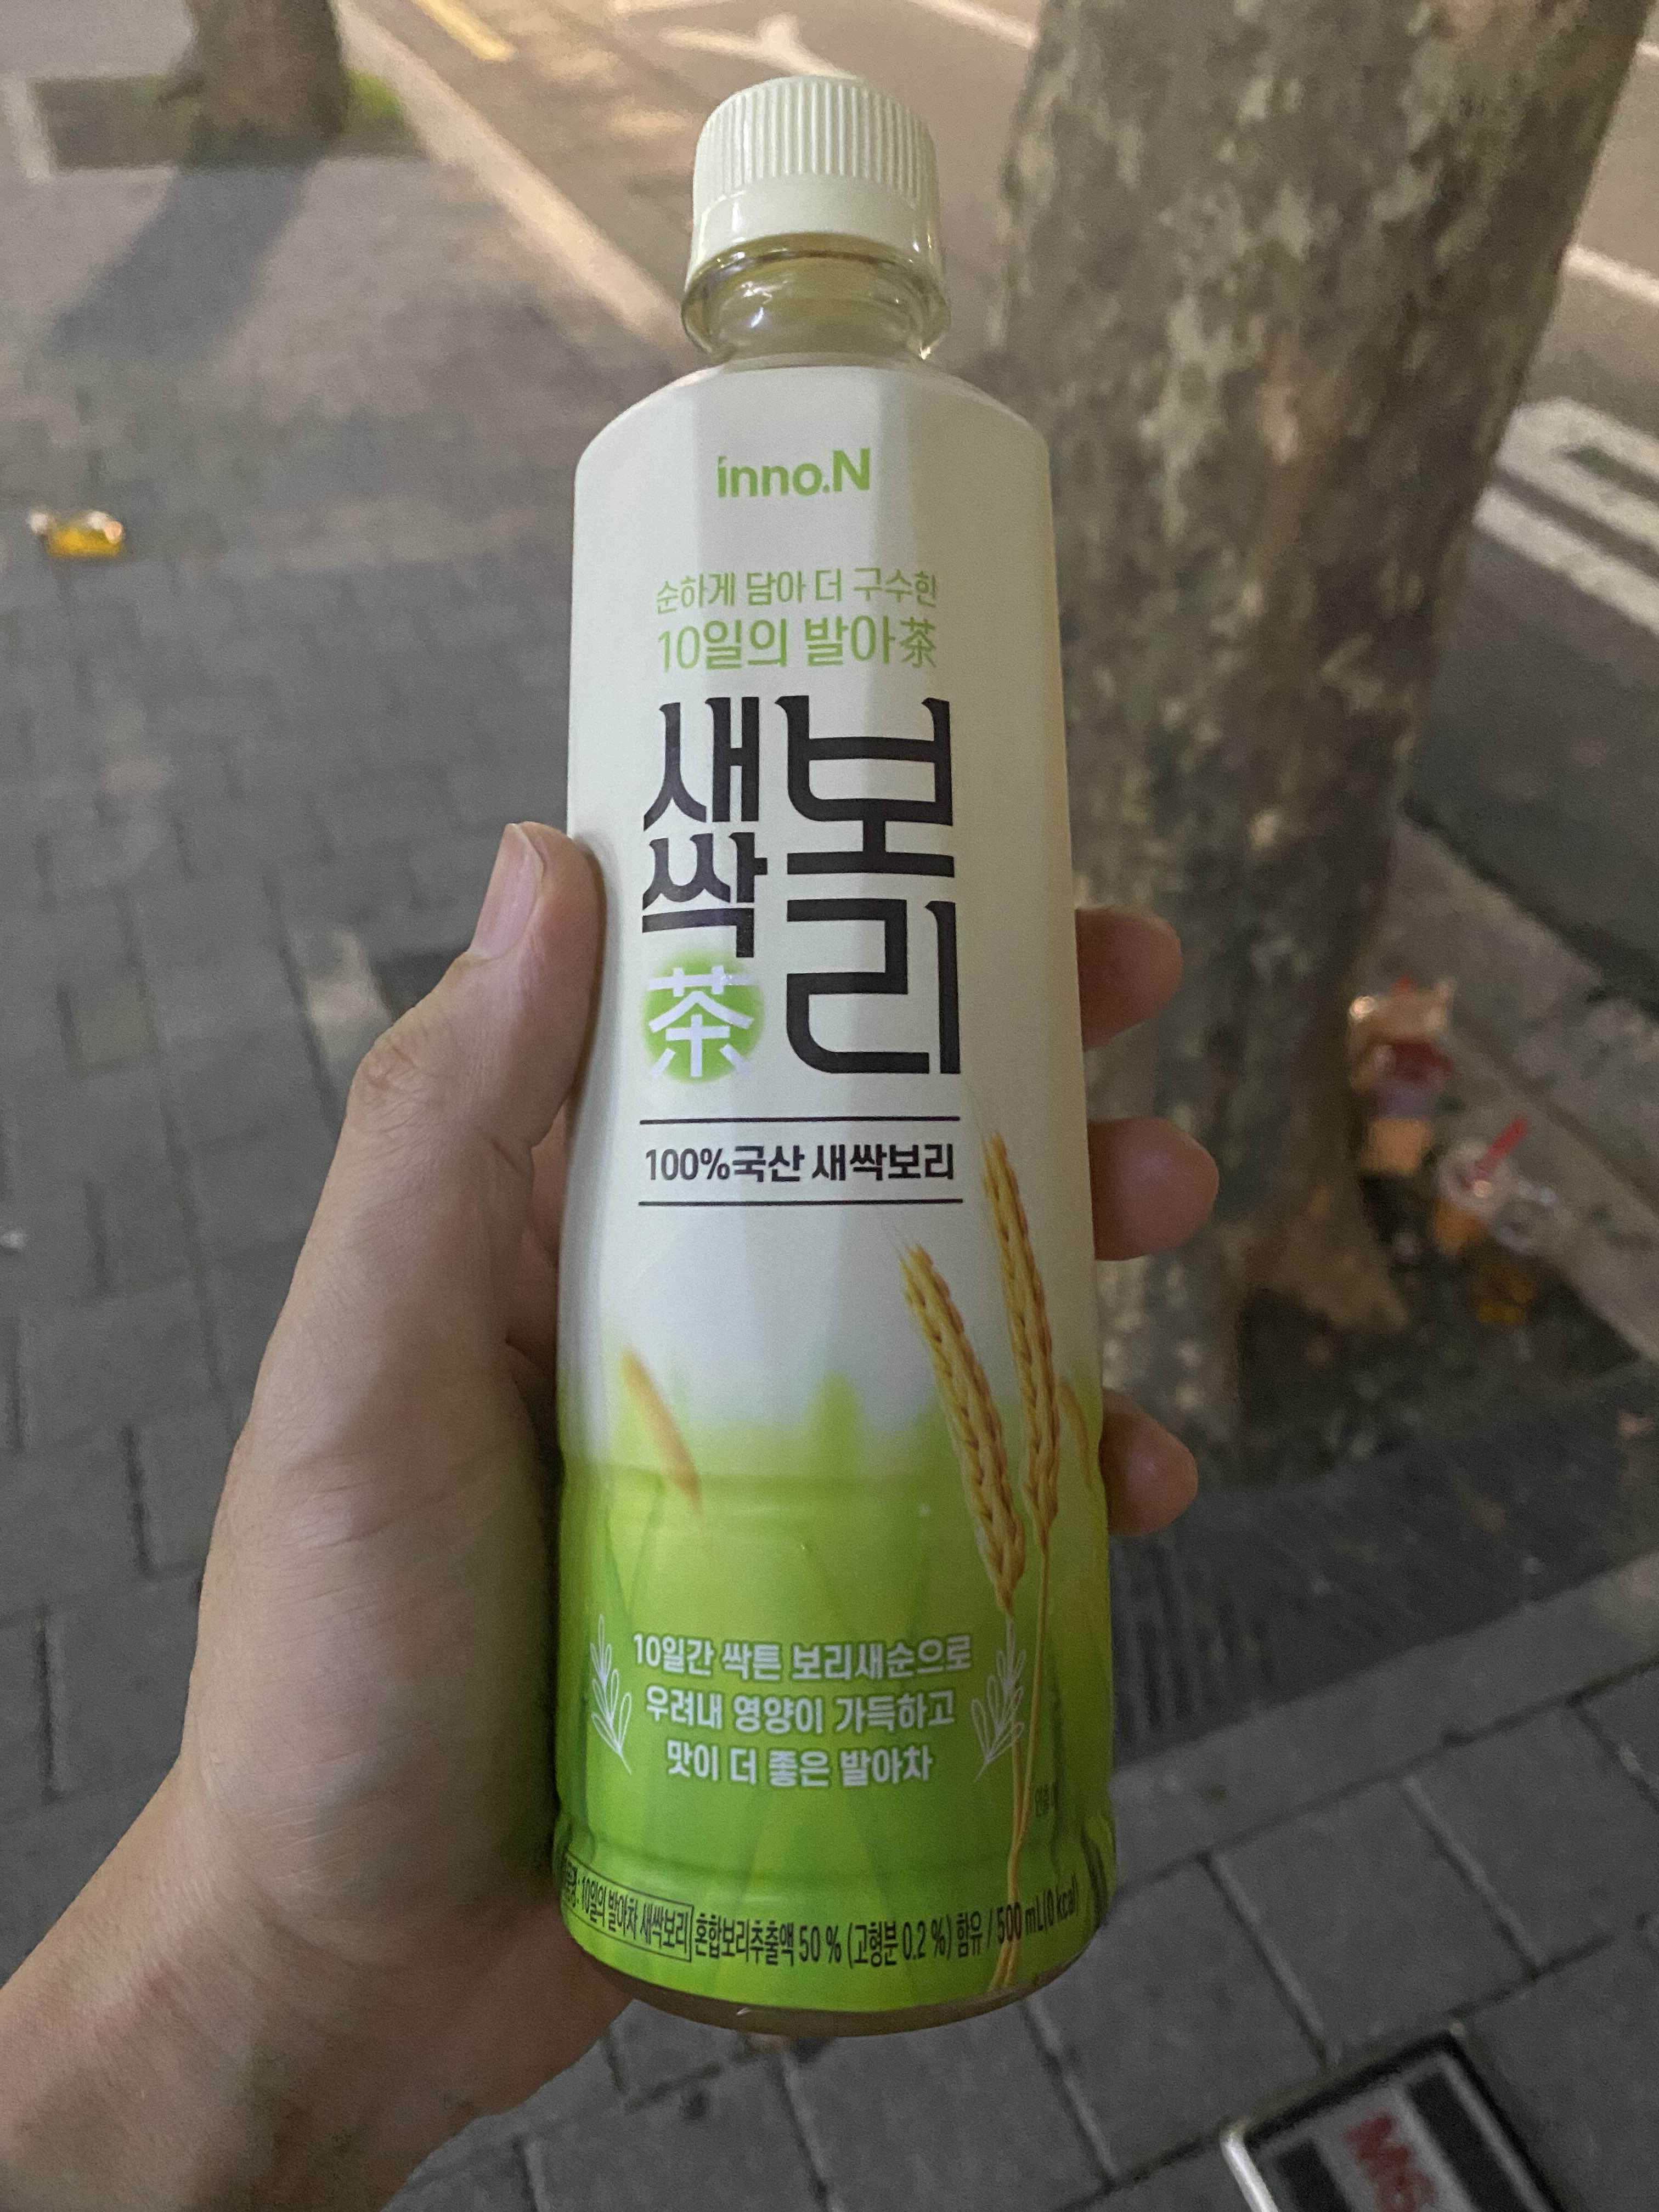 inno.N
순하게 담아 더 구수한
10일의 발아茶
새싹보리
茶
100%국산 새싹보리
10일간 싹튼 보리새순으로
우려내 영양이 가득하고
맛이 더 좋은 발아차
10일의 발아차 새싹보리 혼합보리추출액 50 % (고형분 0.2 %) 함유 / 500 mL(0 kcal)